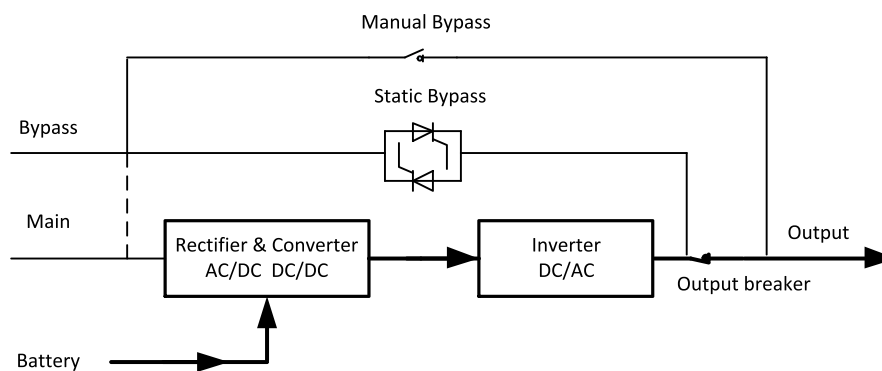 Manual Bypass
Static Bypass
Bypass
Main
Rectifier & Converter
AC/DC DC/DC
Inverter
DC/AC
Output
Output breaker
Battery